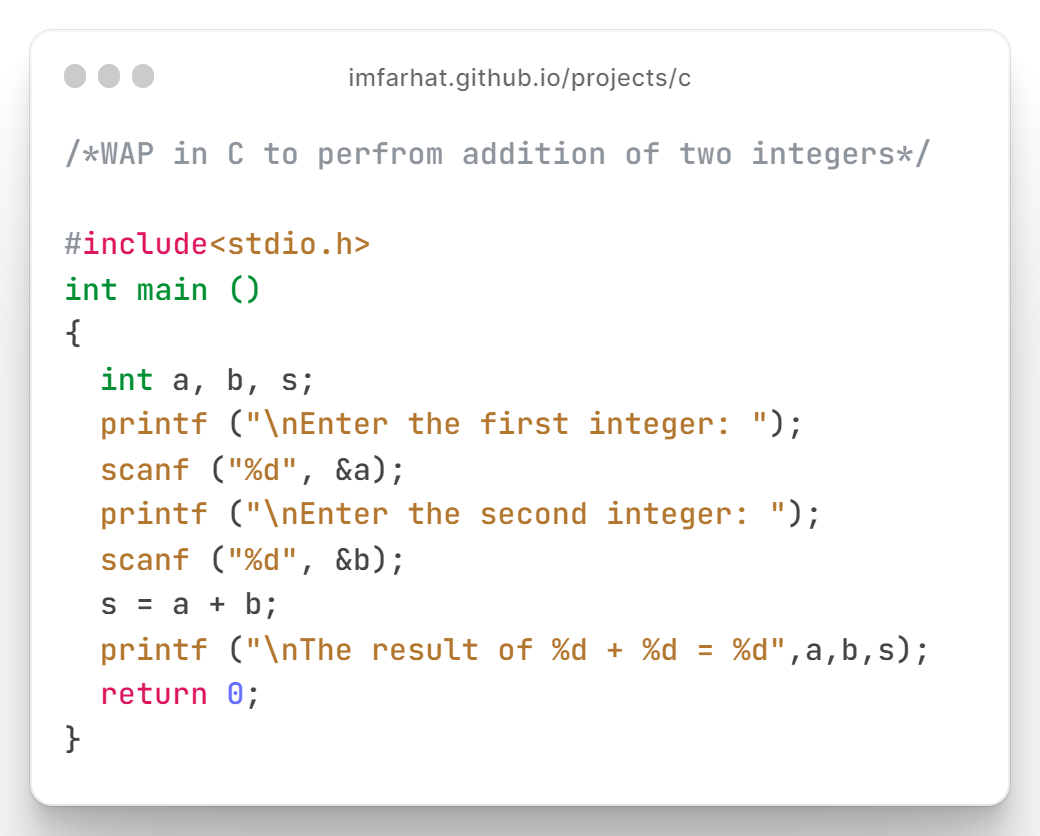 imfarhat.github.io/projects/c
/*WAP in C to perfrom addition of two integers*/
#include<stdio.h>
int main ()
{
  int a, b, s;
  printf ("\nEnter the first integer: ");
  scanf ("%d", &a);
  printf ("\nEnter the second integer: ");
  scanf ("%d", &b);
  s = a + b;
  printf ("\nThe result of %d + %d = %d",a,b,s);
  return 0;
}